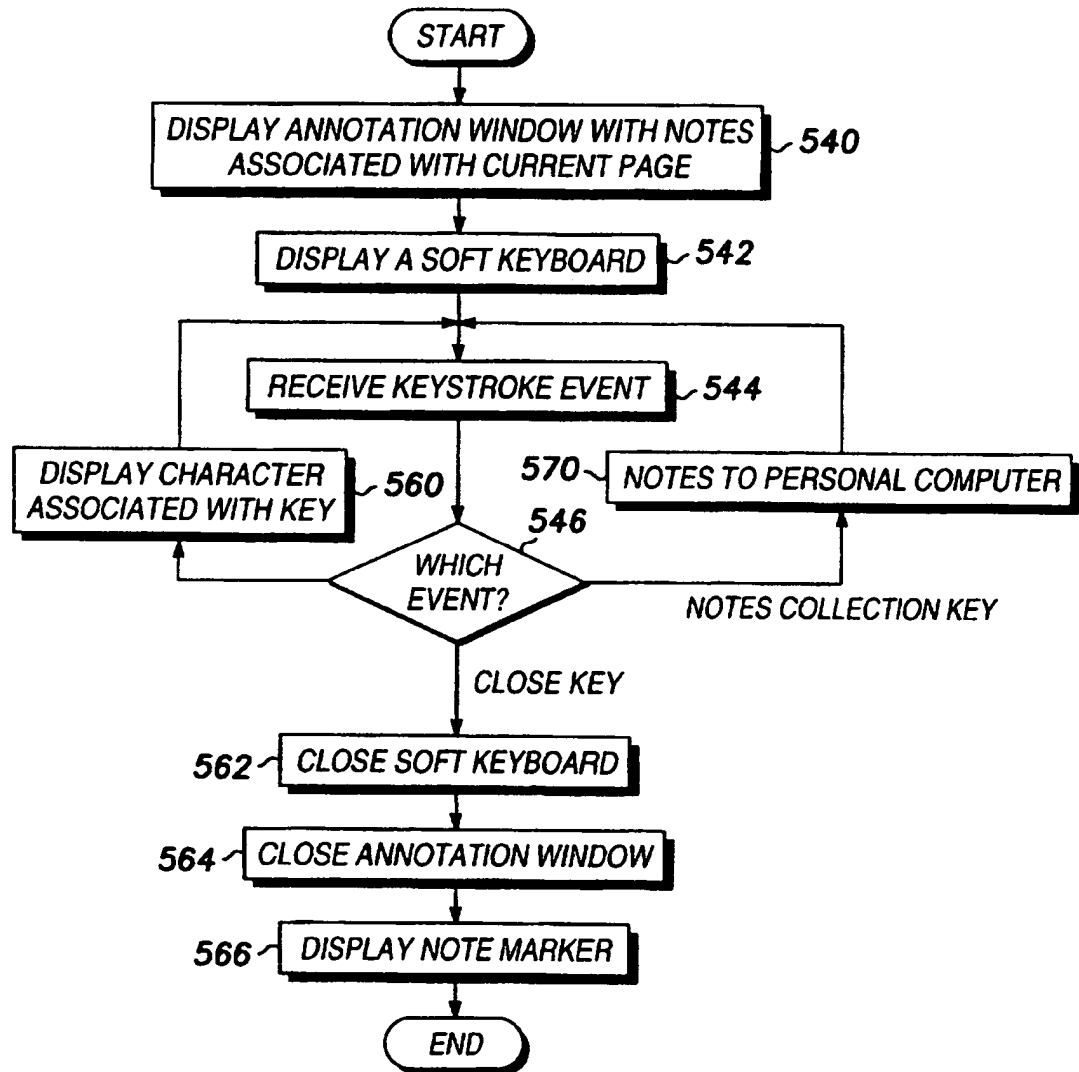 START
DISPLAY ANNOTATION WINDOW WITH NOTES
ASSOCIATED WITH CURRENT PAGE
540
DISPLAY A SOFT KEYBOARD
542
RECEIVE KEYSTROKE EVENT
544
DISPLAY CHARACTER
ASSOCIATED WITH KEY
560
570
NOTES TO PERSONAL COMPUTER
546
WHICH
EVENT?
NOTES COLLECTION KEY
CLOSE KEY
562
CLOSE SOFT KEYBOARD
564
CLOSE ANNOTATION WINDOW
566
DISPLAY NOTE MARKER
END